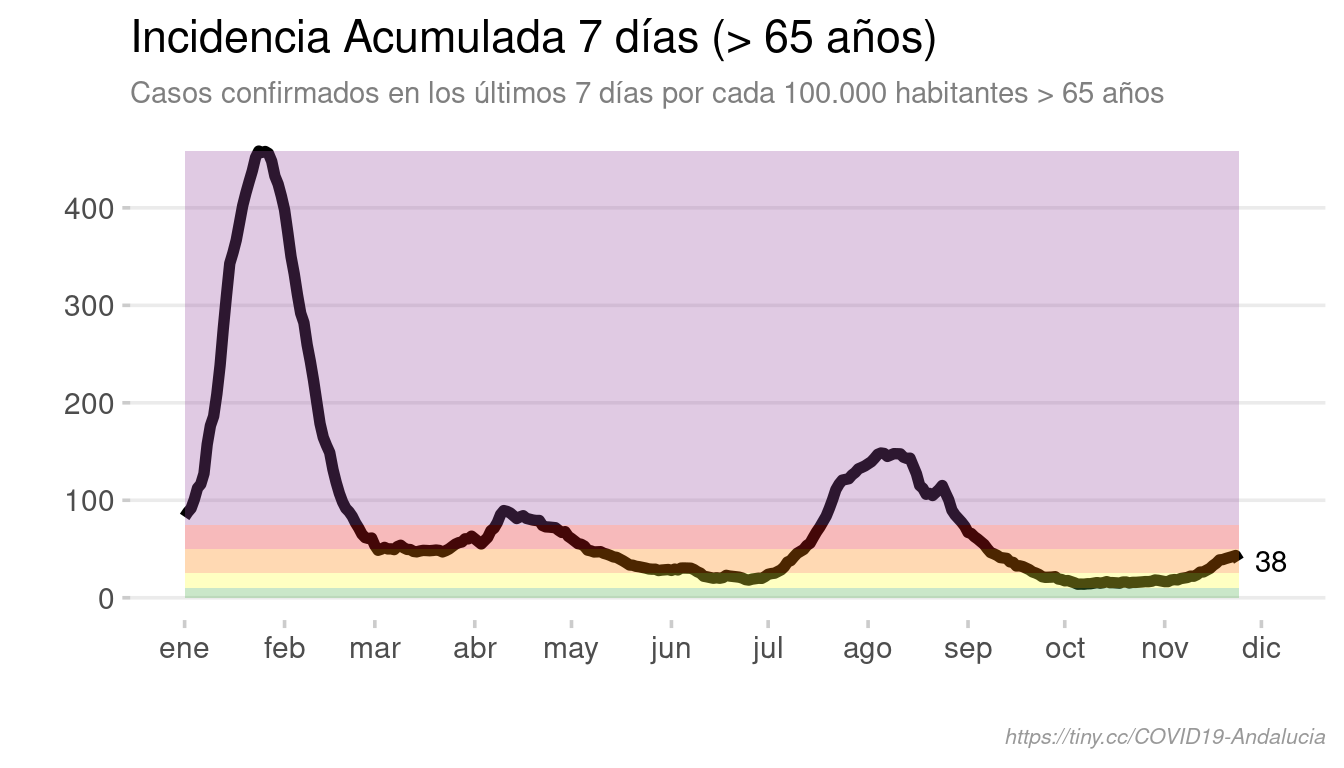 Incidencia Acumulada 7 días (> 65 años)
Casos confirmados en los últimos 7 días por cada 100.000 habitantes > 65 años
400
300
200
100
0
38
ene feb mar abr may jun jul ago sep oct nov dic
https://tiny.cc/COVID19-Andalucia